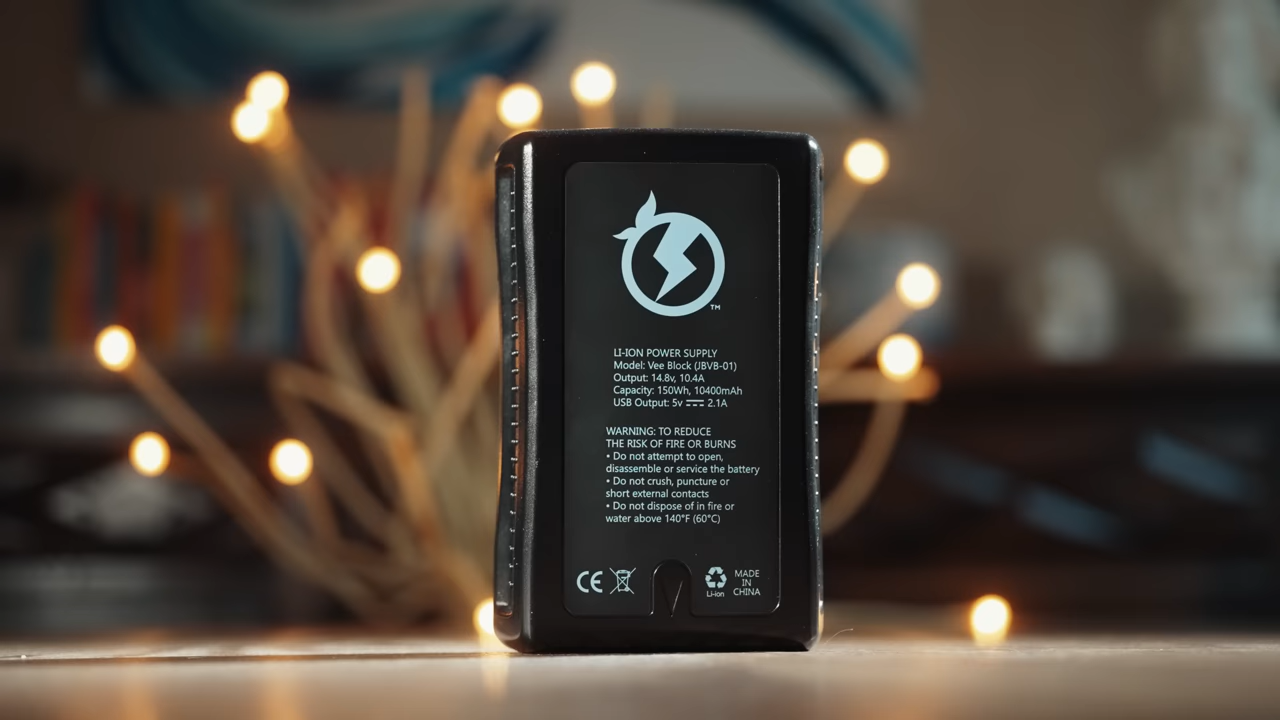 TM
LI-ION POWER SUPPLY
Model: Vee Block (JBVB-01)
Output: 14.8v, 10.4A
Capacity: 150Wh, 10400mAh
USB Output: 5v 2.1A
WARNING: TO REDUCE
THE RISK OF FIRE OR BURNS
• Do not attempt to open,
disassemble or service the battery
• Do not crush, puncture or
short external contacts
• Do not dispose of in fire or
water above 140°F (60°C)
CE
Li-ion
MADE
IN
CHINA